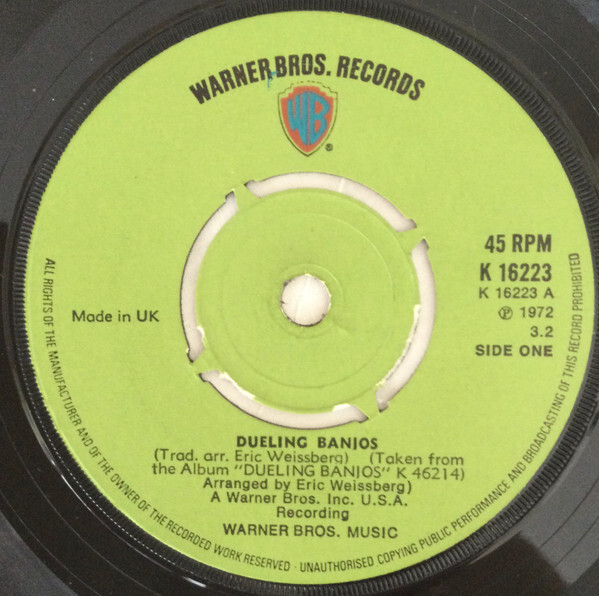 WARNER BROS. RECORDS
WB
®
45 RPM
K 16223
K 16223 A
Ⓟ 1972
3.2
SIDE ONE
Made in UK
DUELING BANJOS
(Trad. arr. Eric Weissberg) (Taken from
the Album "DUELING BANJOS" K 46214)
Arranged by Eric Weissberg)
A Warner Bros. Inc. U.S.A.
Recording
WARNER BROS. MUSIC
ALL RIGHTS OF THE MANUFACTURER AND OF THE OWNER OF THE RECORDED WORK RESERVED · UNAUTHORISED COPYING PUBLIC PERFORMANCE AND BROADCASTING OF THIS RECORD PROHIBITED